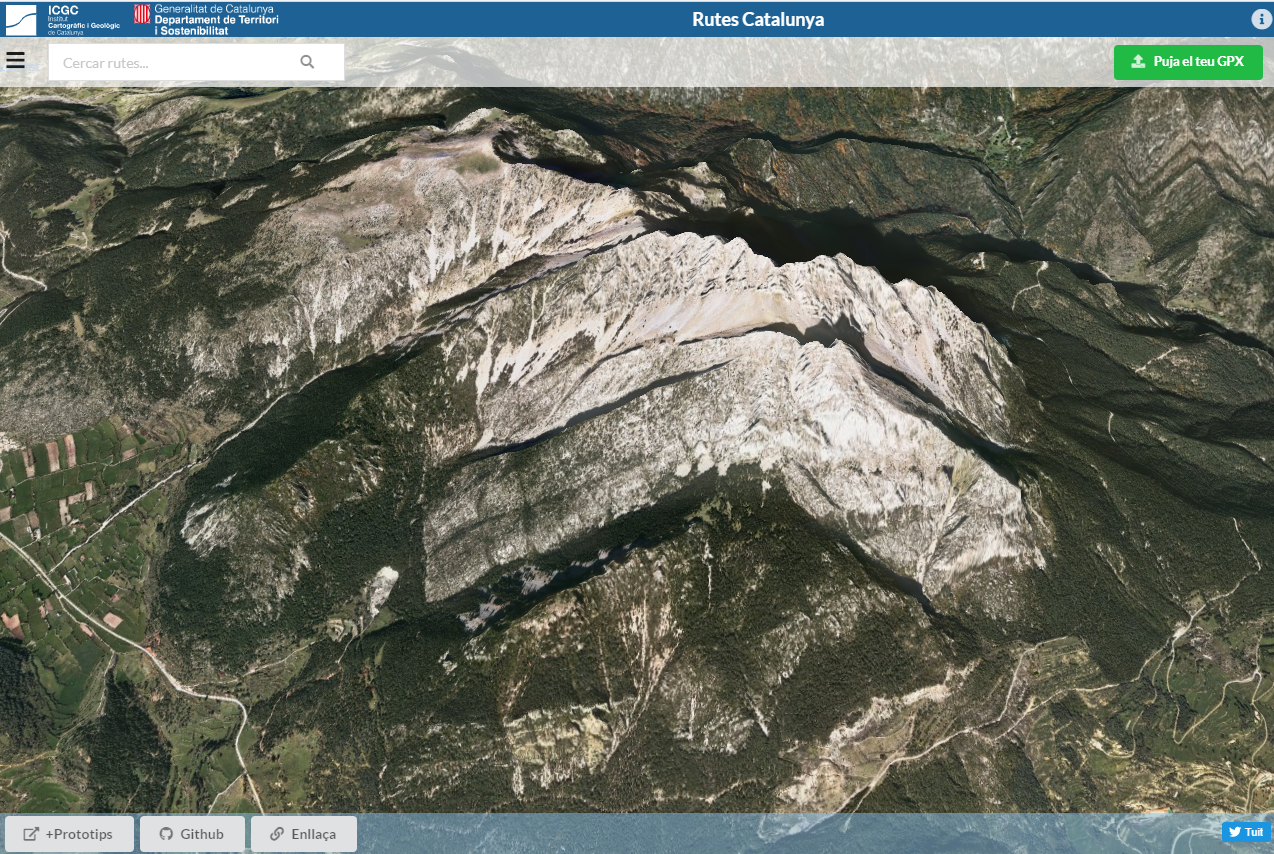 ICGC
Institut
Cartogràfic i Geològic
de Catalunya
Generalitat de Catalunya
Departament de Territori
i Sostenibilitat
Rutes Catalunya
Cercar rutes...
Puja el teu GPX
+Prototips
Github
Enllaça
Tuit